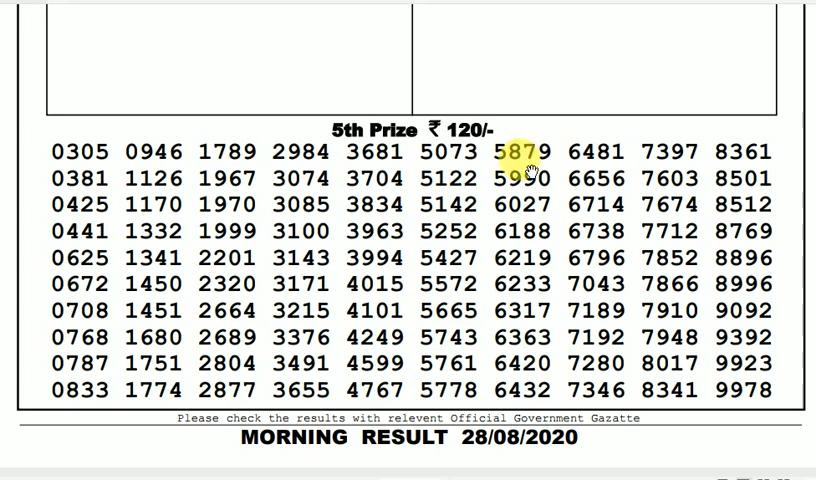 5th Prize ₹ 120/-
0305 0946 1789 2984 3681 5073 5879 6481 7397 8361
0381 1126 1967 3074 3704 5122 5990 6656 7603 8501
0425 1170 1970 3085 3834 5142 6027 6714 7674 8512
0441 1332 1999 3100 3963 5252 6188 6738 7712 8769
0625 1341 2201 3143 3994 5427 6219 6796 7852 8896
0672 1450 2320 3171 4015 5572 6233 7043 7866 8996
0708 1451 2664 3215 4101 5665 6317 7189 7910 9092
0768 1680 2689 3376 4249 5743 6363 7192 7948 9392
0787 1751 2804 3491 4599 5761 6420 7280 8017 9923
0833 1774 2877 3655 4767 5778 6432 7346 8341 9978
Please check the results with relevent Official Government Gazatte
MORNING RESULT 28/08/2020